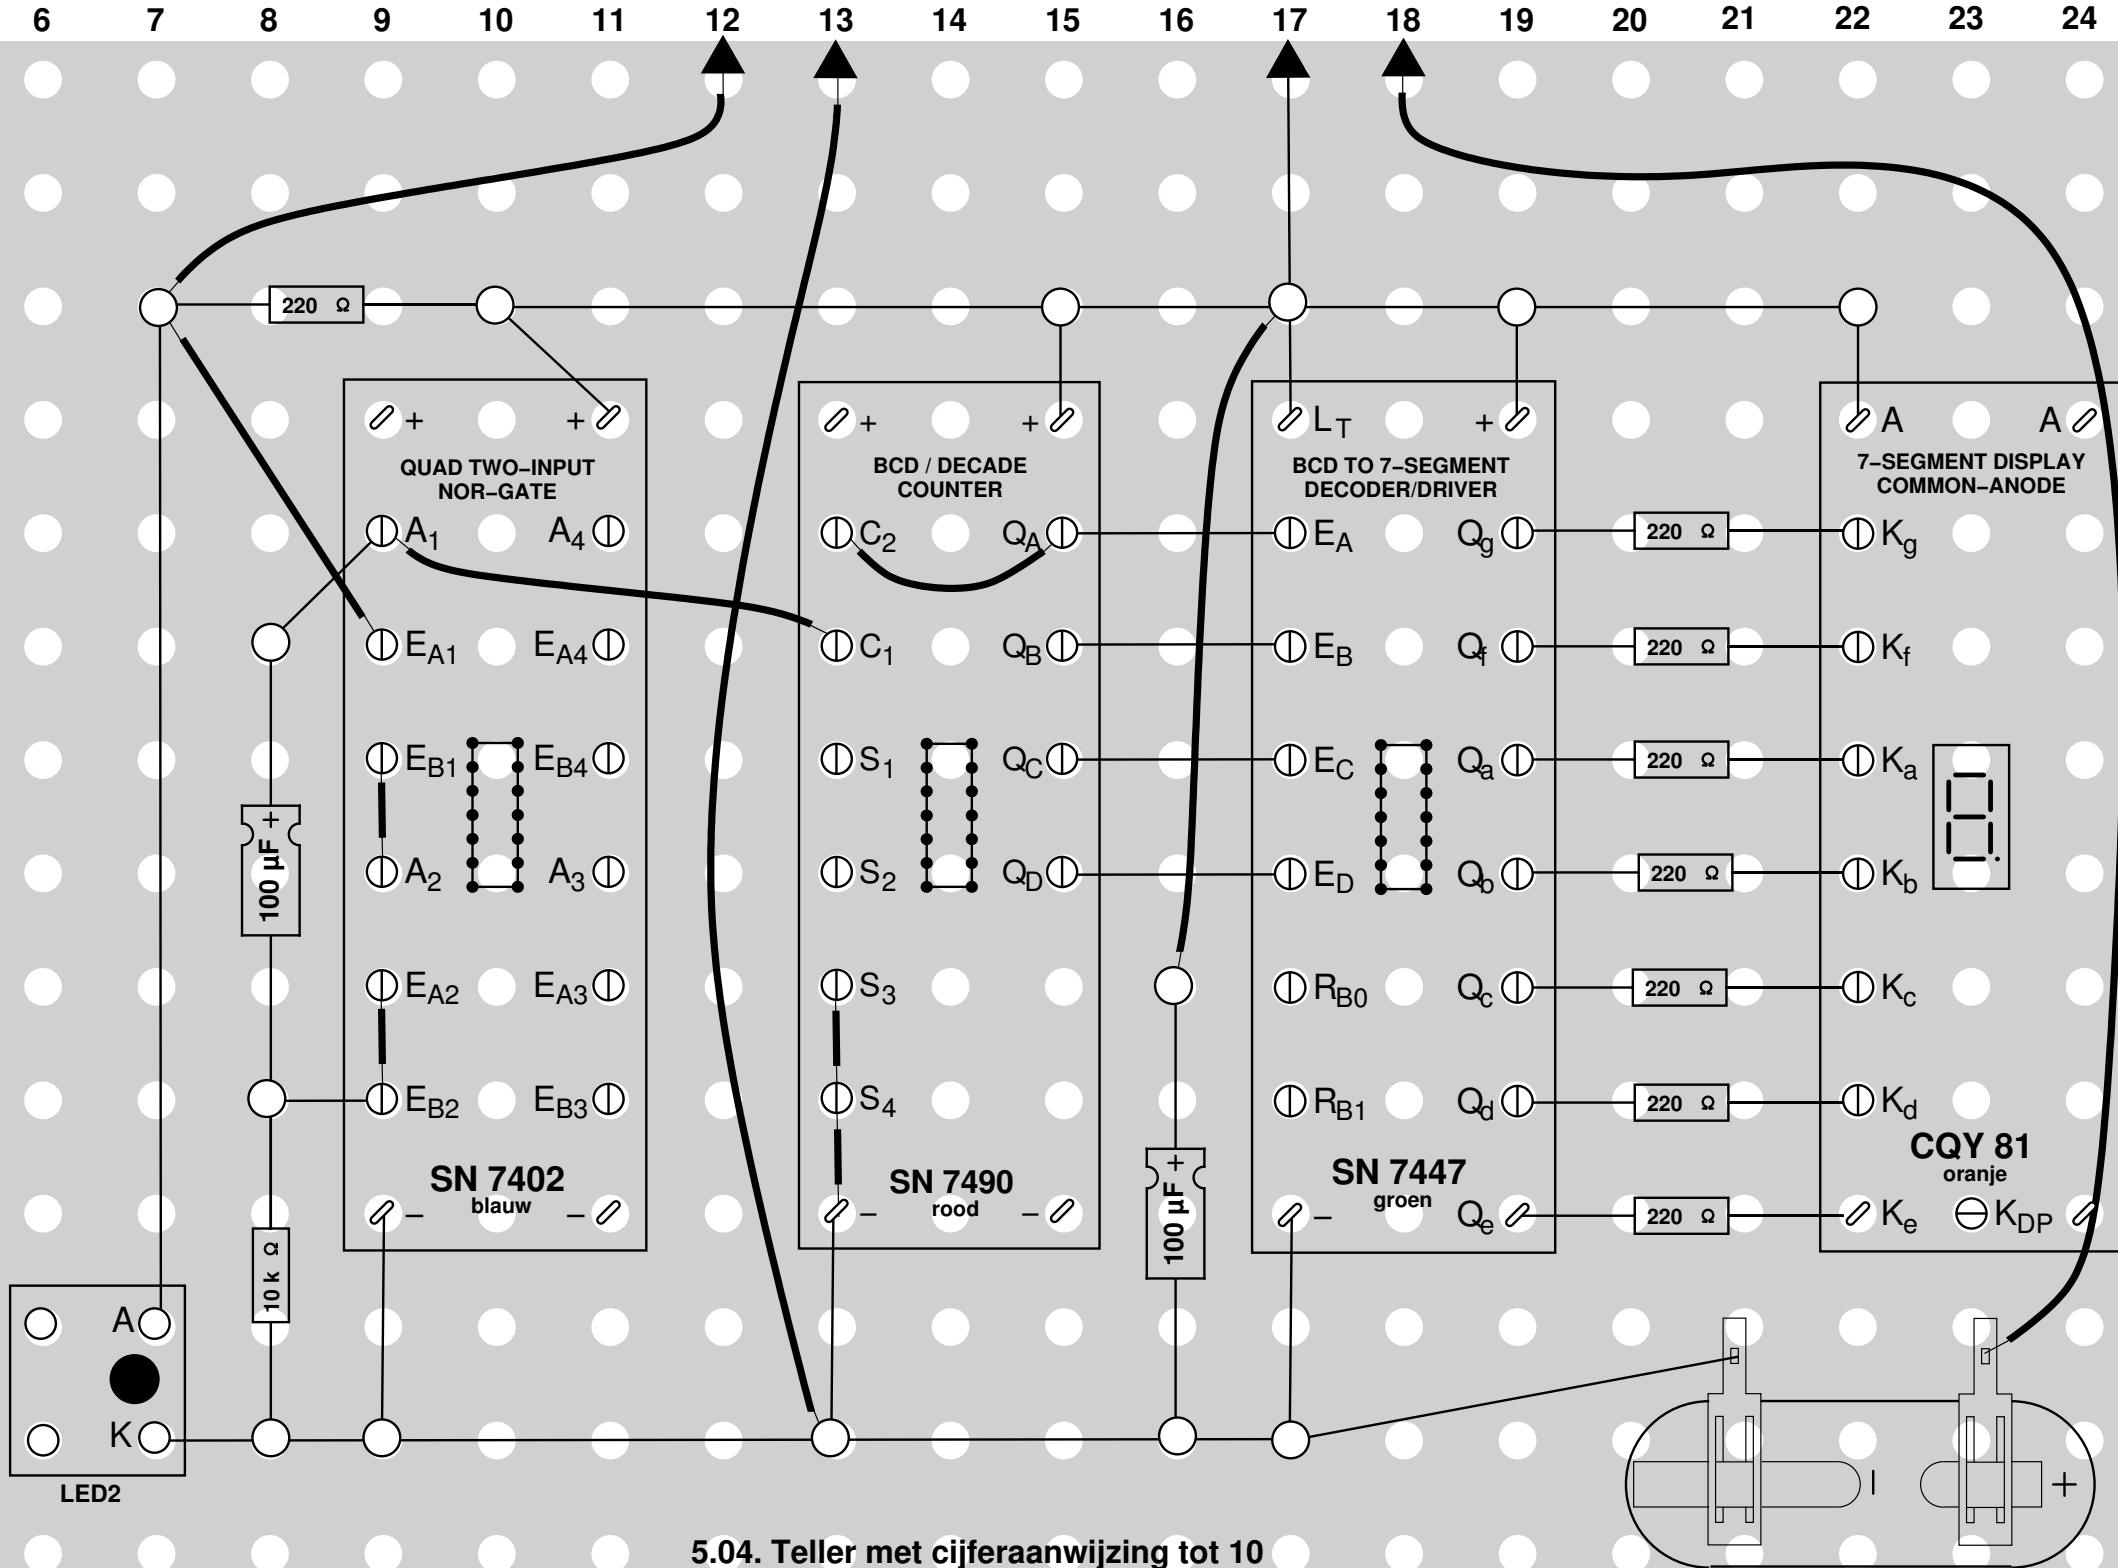 6 7 8 9 10 11 12 13 14 15 16 17 18 19 20 21 22 23 24
220 Ω
+ + + + LT + A A
QUAD TWO–INPUT
NOR–GATE
BCD / DECADE
COUNTER
BCD TO 7–SEGMENT
DECODER/DRIVER
7–SEGMENT DISPLAY
COMMON–ANODE
A1 A4 C2 QA EA Qg 220 Ω Kg
EA1 EA4 C1 QB EB Qf 220 Ω Kf
EB1 EB4 S1 QC EC Qa 220 Ω Ka
100 µF +
A2 A3 S2 QD ED Qb 220 Ω Kb
EA2 EA3 S3 RB0 Qc 220 Ω Kc
EB2 EB3 S4 RB1 Qd 220 Ω Kd
SN 7402
blauw
SN 7490
rood
100 µF +
SN 7447
groen
CQY 81
oranje
– – – – – Qe 220 Ω Ke KDP
10 k Ω
A
K
LED2
– +
5.04. Teller met cijferaanwijzing tot 10